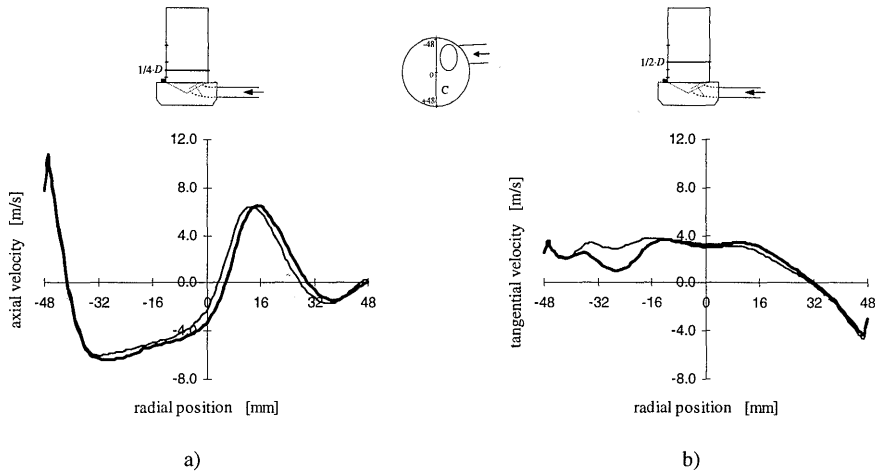 1/4·D
-48
0
C
+48
1/2·D
12.0
8.0
4.0
0.0
-4.0
-8.0
-48 -32 -16 0 16 32 48
axial velocity [m/s]
radial position [mm]
a)
12.0
8.0
4.0
0.0
-4.0
-8.0
-48 -32 -16 0 16 32 48
tangential velocity [m/s]
radial position [mm]
b)